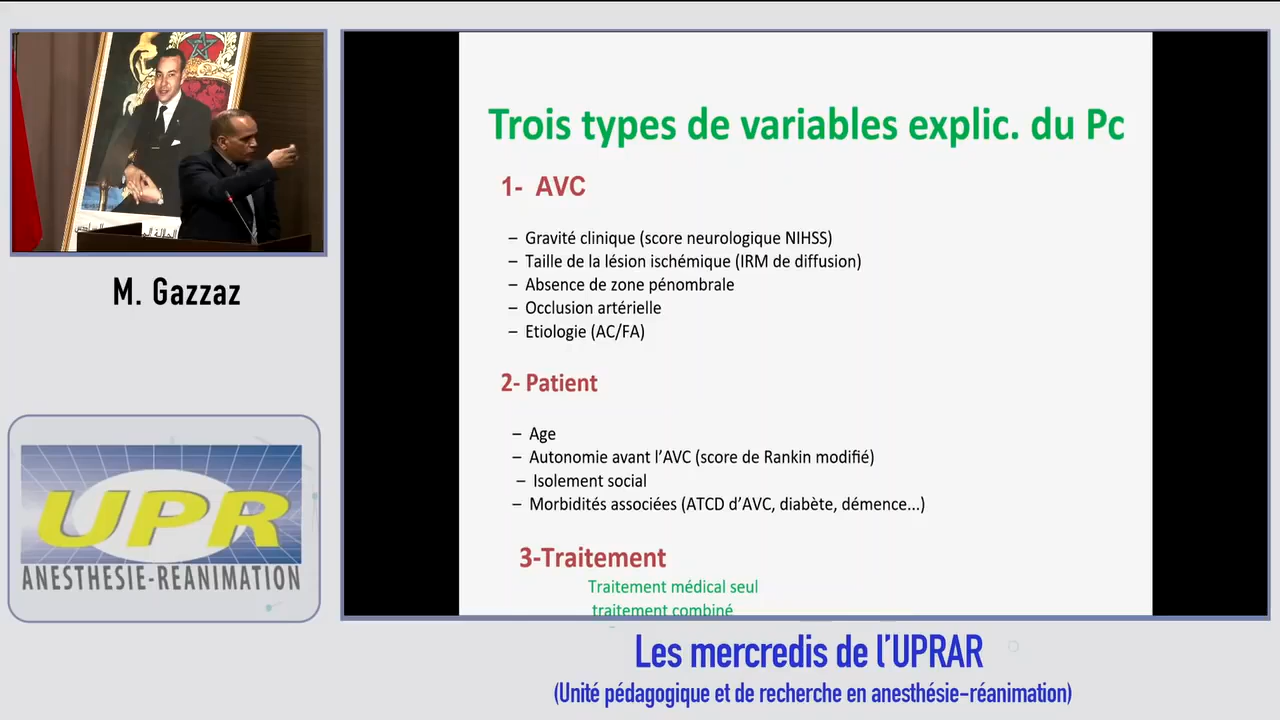 Trois types de variables explic. du Pc
1- AVC
– Gravité clinique (score neurologique NIHSS)
– Taille de la lésion ischémique (IRM de diffusion)
– Absence de zone pénombrale
– Occlusion artérielle
– Etiologie (AC/FA)
2- Patient
– Age
– Autonomie avant l’AVC (score de Rankin modifié)
– Isolement social
– Morbidités associées (ATCD d’AVC, diabète, démence...)
3-Traitement
Traitement médical seul
traitement combiné
M. Gazzaz
UPR
ANESTHESIE-REANIMATION
Les mercredis de l’UPRAR
(Unité pédagogique et de recherche en anesthésie-réanimation)